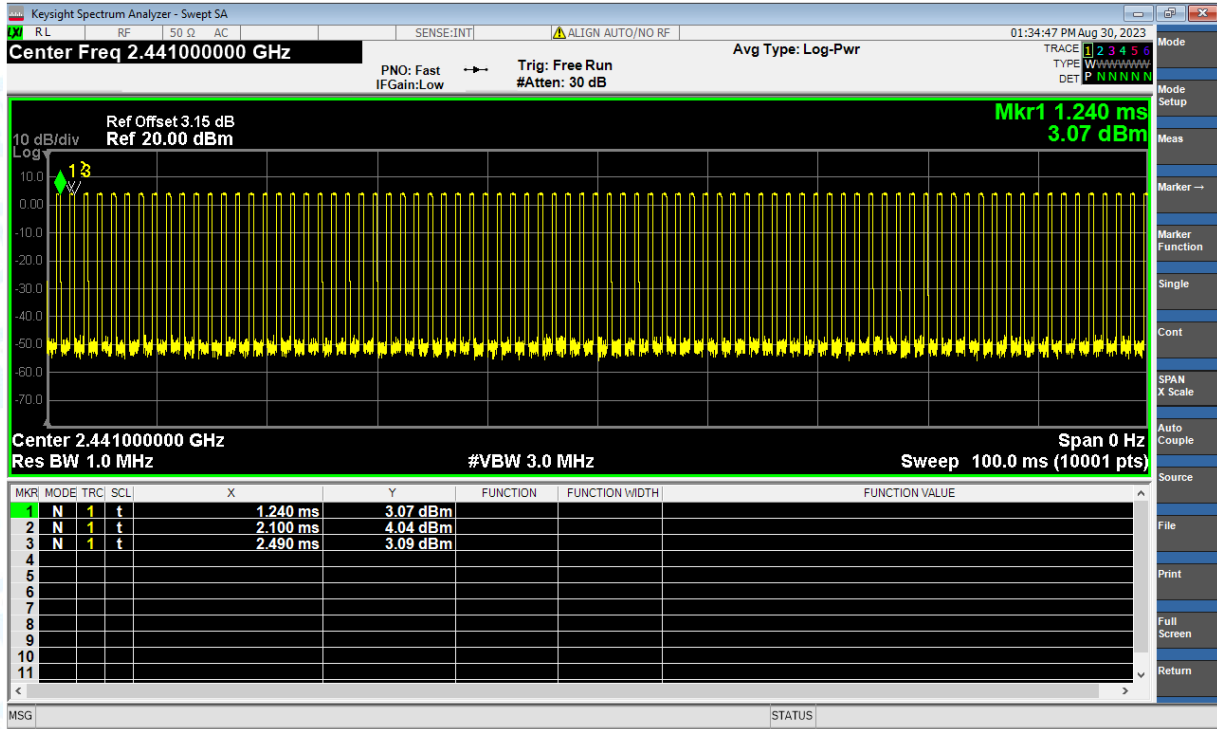 Keysight Spectrum Analyzer - Swept SA
LXI RL RF 50 Ω AC SENSE:INT ALIGN AUTO/NO RF 01:34:47 PM Aug 30, 2023
Center Freq 2.441000000 GHz
PNO: Fast
IFGain:Low
Trig: Free Run
#Atten: 30 dB
Avg Type: Log-Pwr
TRACE 1 2 3 4 5 6
TYPE WWWWWW
DET P N N N N N
Ref Offset 3.15 dB
10 dB/div Ref 20.00 dBm
Log
Mkr1 1.240 ms
3.07 dBm
1 3
10.0
0.00
-10.0
-20.0
-30.0
-40.0
-50.0
-60.0
-70.0
Center 2.441000000 GHz Span 0 Hz
Res BW 1.0 MHz #VBW 3.0 MHz Sweep 100.0 ms (10001 pts)
MKR MODE TRC SCL X Y FUNCTION FUNCTION WIDTH FUNCTION VALUE
1 N 1 t 1.240 ms 3.07 dBm
2 N 1 t 2.100 ms 4.04 dBm
3 N 1 t 2.490 ms 3.09 dBm
4
5
6
7
8
9
10
11
MSG STATUS
Mode
Mode
Setup
Meas
Marker→
Marker
Function
Single
Cont
SPAN
X Scale
Auto
Couple
Source
File
Print
Full
Screen
Return